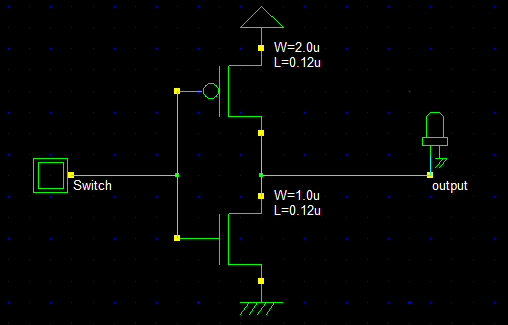 W=2.0u
L=0.12u
Switch
output
W=1.0u
L=0.12u